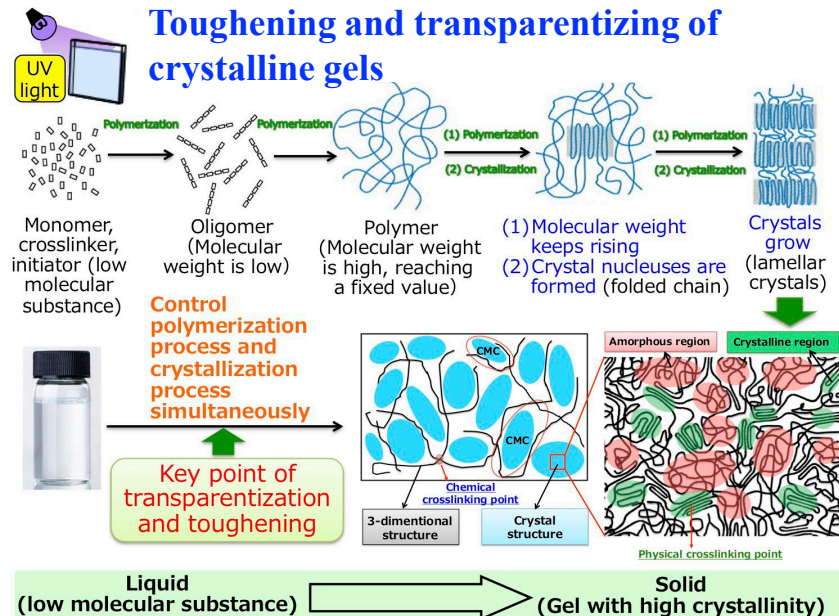 Toughening and transparentizing of
crystalline gels
UV
light
Polymerization
Polymerization
(1) Polymerization
(2) Crystallization
(1) Polymerization
(2) Crystallization
Monomer,
crosslinker,
initiator (low
molecular
substance)
Oligomer
(Molecular
weight is low)
Polymer
(Molecular weight
is high, reaching
a fixed value)
(1) Molecular weight
keeps rising
(2) Crystal nucleuses are
formed (folded chain)
Crystals
grow
(lamellar
crystals)
Control
polymerization
process and
crystallization
process
simultaneously
Key point of
transparentization
and toughening
CMC
CMC
Chemical
crosslinking point
3-dimentional
structure
Crystal
structure
Amorphous region
Crystalline region
Physical crosslinking point
Liquid
(low molecular substance)
Solid
(Gel with high crystallinity)